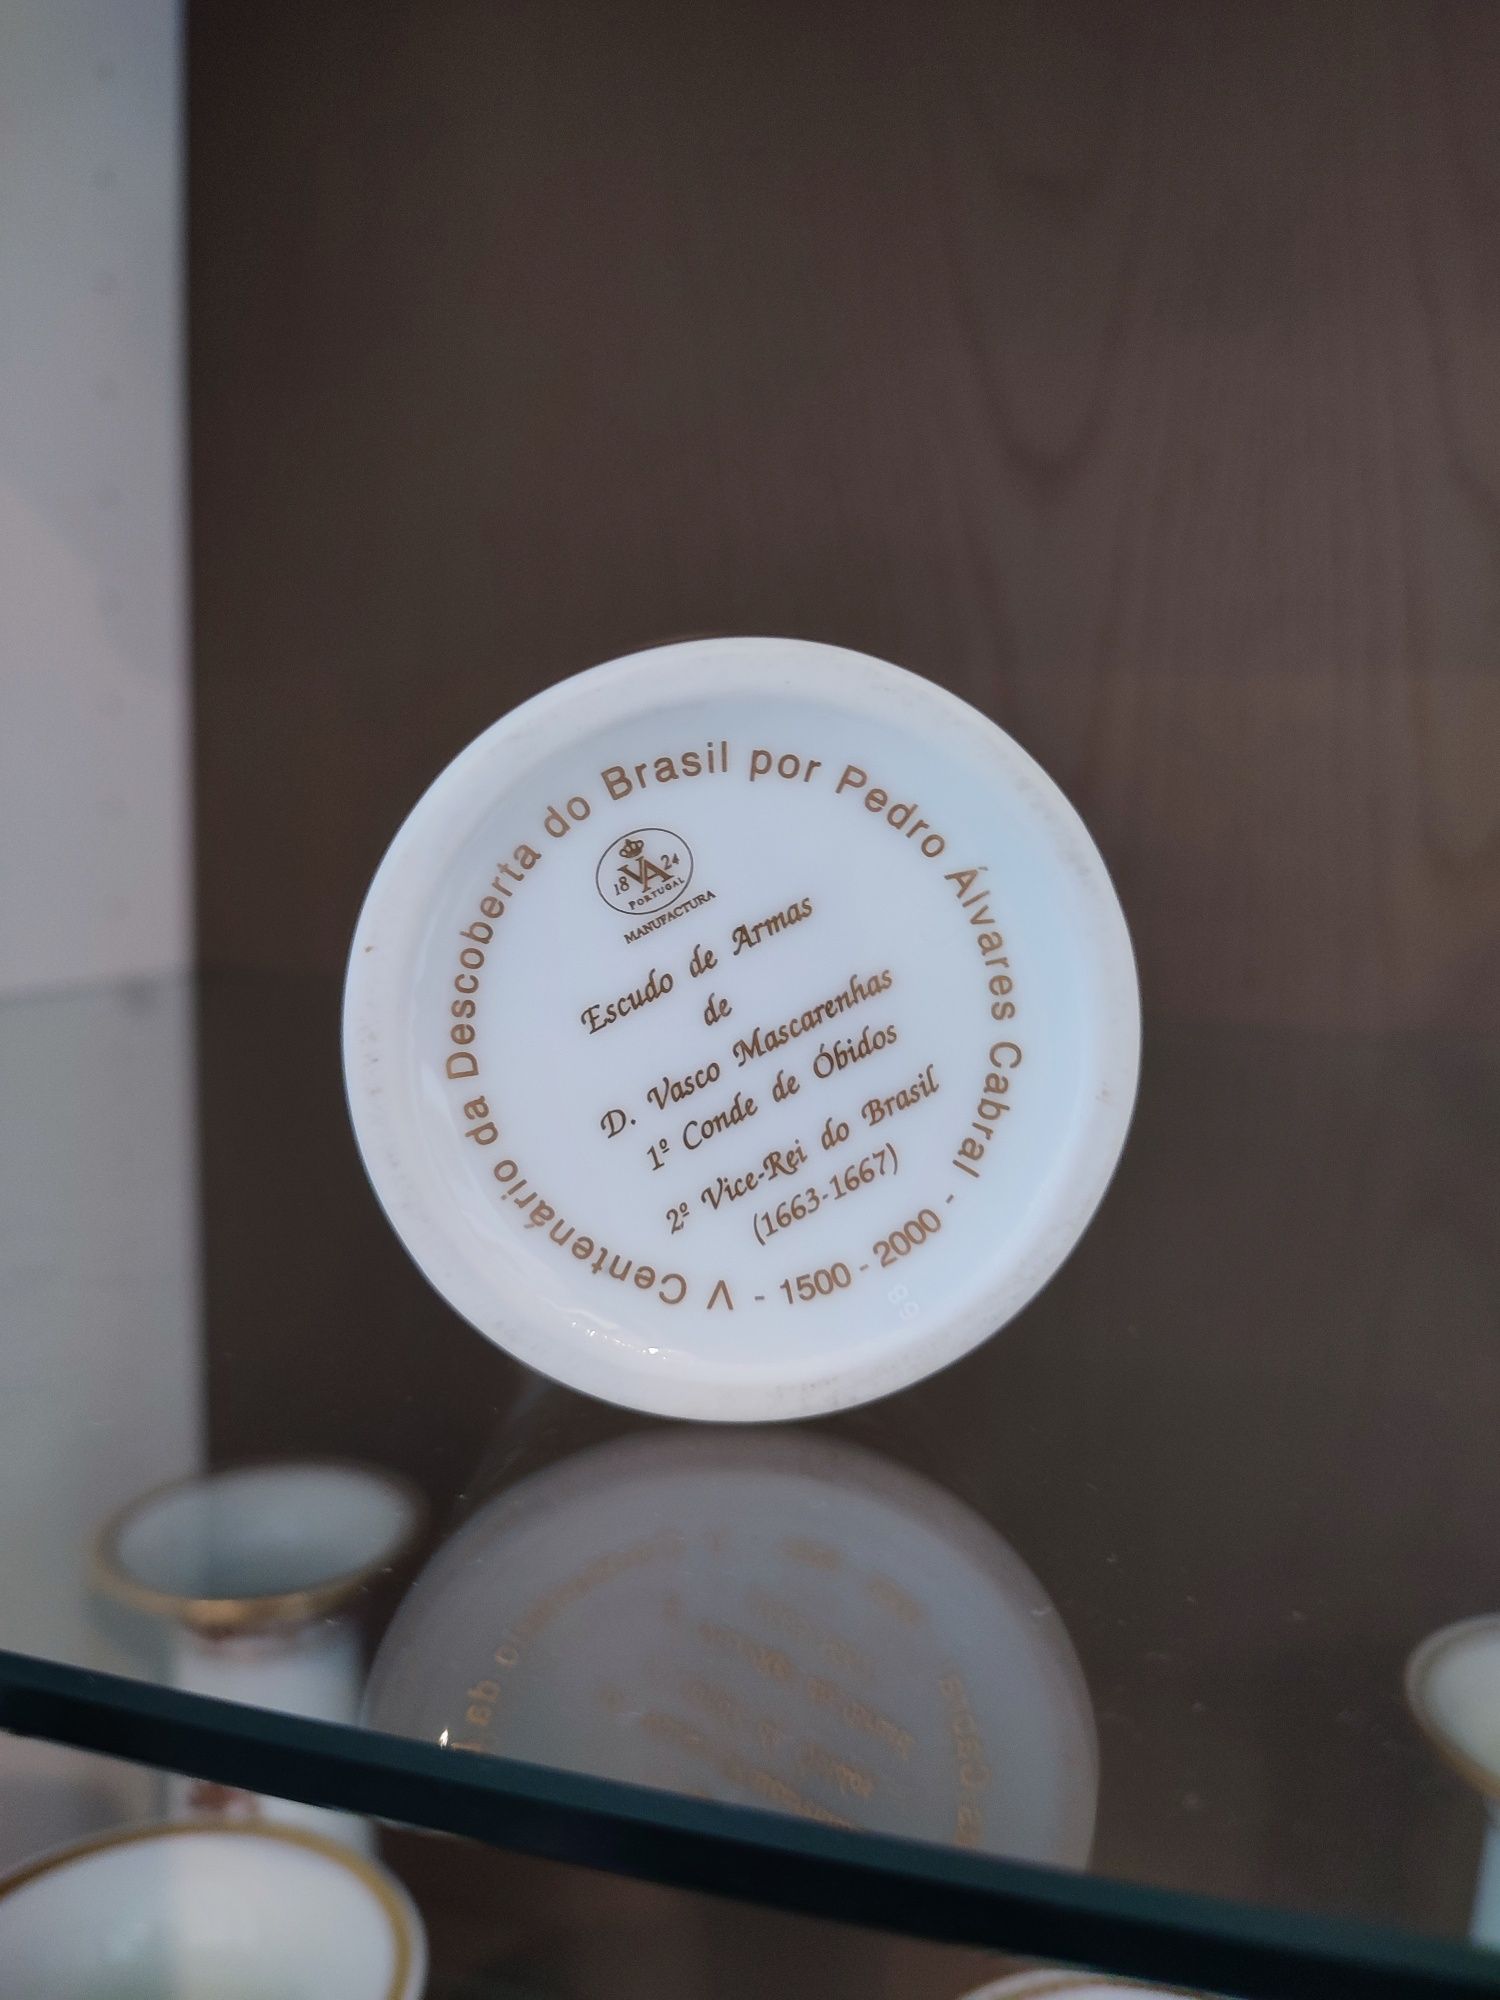 V Centenário da Descoberta do Brasil por Pedro Álvares Cabral - 1500 - 2000 -
18 VA 24
PORTUGAL
MANUFACTURA
Escudo de Armas
de
D. Vasco Mascarenhas
1º Conde de Óbidos
2º Vice-Rei do Brasil
(1663-1667)